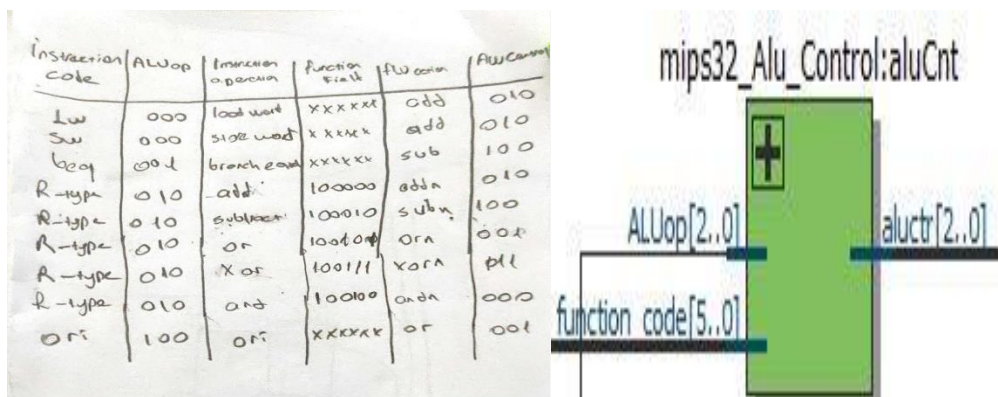 Instruction Code | ALUop | Instruction operation | function field | ALU action | ALU Control
Lw | 000 | load word | xxxxxx | add | 010
Sw | 000 | store word | xxxxxx | add | 010
beq | 001 | branch equal | xxxxxx | sub | 100
R-type | 010 | add | 100000 | addn | 010
R-type | 010 | subtract | 100010 | subn | 100
R-type | 010 | or | 100101 | orn | 001
R-type | 010 | xor | 100111 | xorn | 011
R-type | 010 | and | 100100 | andn | 000
ori | 100 | ori | xxxxxx | or | 001
mips32_Alu_Control:aluCnt
ALUop[2..0]
aluctr[2..0]
function code[5..0]